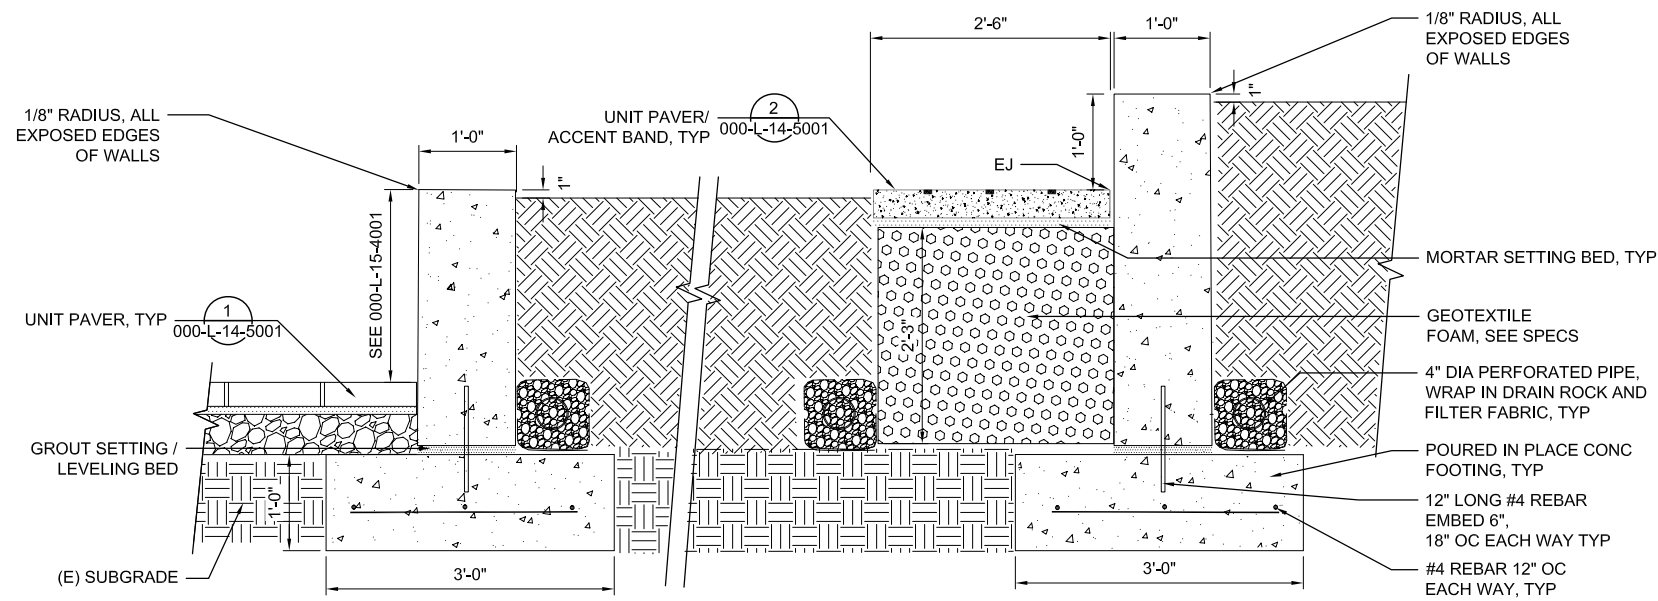 2'-6"
1'-0"
1/8" RADIUS, ALL
EXPOSED EDGES
OF WALLS
1/8" RADIUS, ALL
EXPOSED EDGES
OF WALLS
1'-0"
1"
UNIT PAVER/
ACCENT BAND, TYP
2
000-L-14-5001
EJ
1'-0"
1"
SEE 000-L-15-4001
UNIT PAVER, TYP
1
000-L-14-5001
2'-3"
MORTAR SETTING BED, TYP
GEOTEXTILE
FOAM, SEE SPECS
4" DIA PERFORATED PIPE,
WRAP IN DRAIN ROCK AND
FILTER FABRIC, TYP
GROUT SETTING /
LEVELING BED
POURED IN PLACE CONC
FOOTING, TYP
1'-0"
12" LONG #4 REBAR
EMBED 6",
18" OC EACH WAY TYP
(E) SUBGRADE
3'-0"
3'-0"
#4 REBAR 12" OC
EACH WAY, TYP